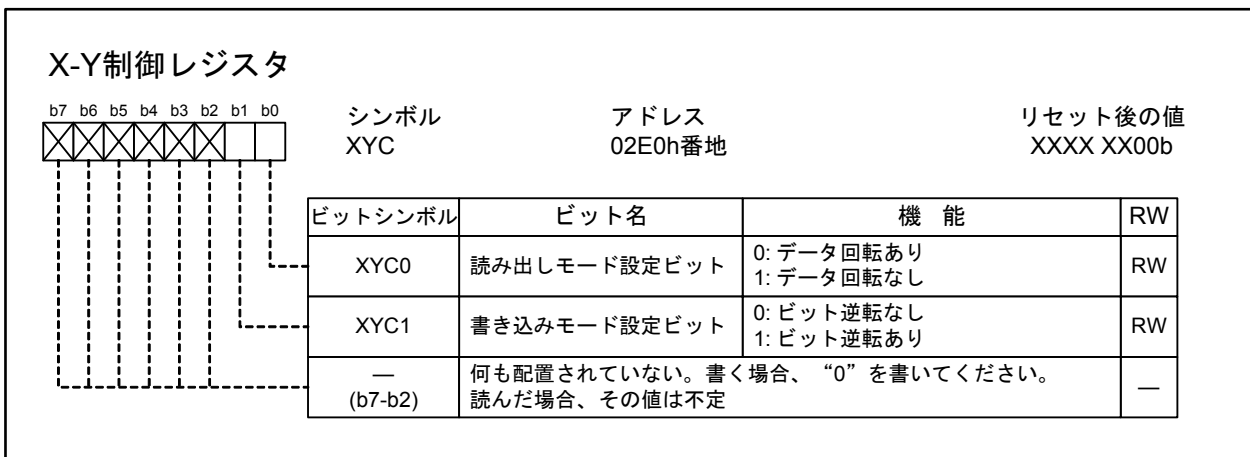 X-Y制御レジスタ
b7 b6 b5 b4 b3 b2 b1 b0
シンボル アドレス リセット後の値
XYC 02E0h番地 XXXX XX00b
ビットシンボル ビット名 機 能 RW
XYC0 読み出しモード設定ビット 0: データ回転あり RW
1: データ回転なし
XYC1 書き込みモード設定ビット 0: ビット逆転なし RW
1: ビット逆転あり
— 何も配置されていない。書く場合、“0”を書いてください。 —
(b7-b2) 読んだ場合、その値は不定